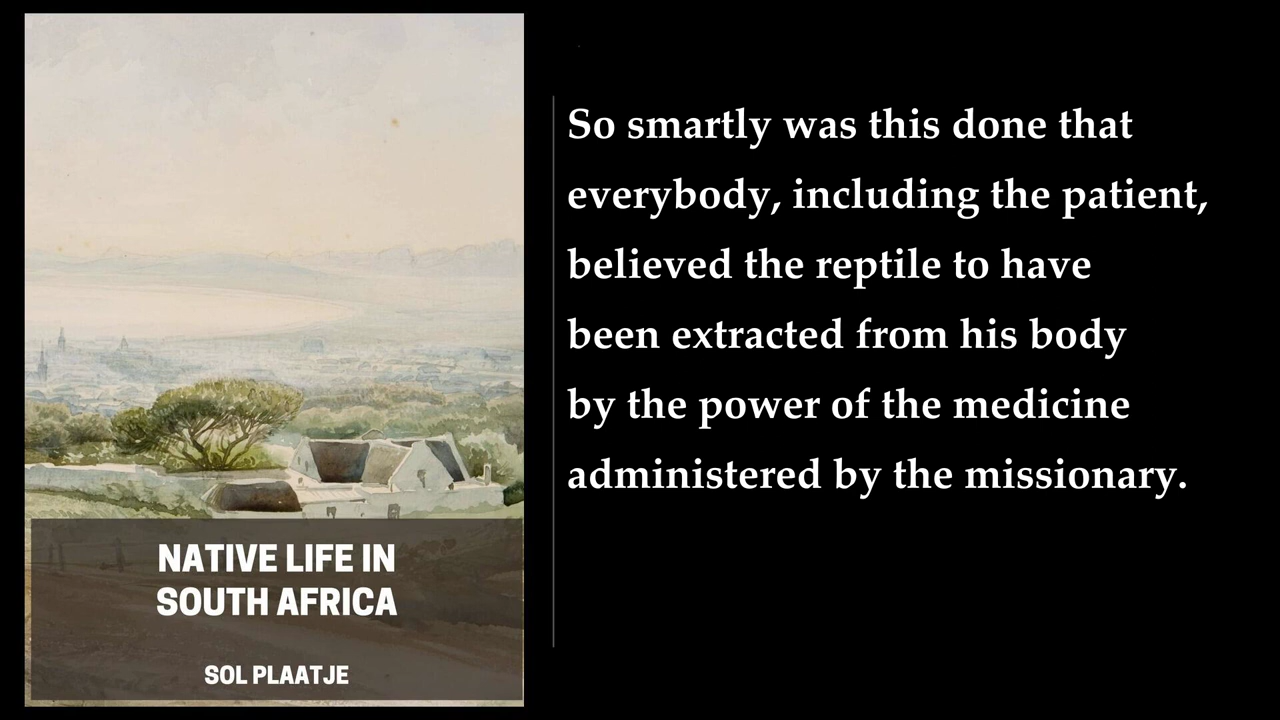 So smartly was this done that
everybody, including the patient,
believed the reptile to have
been extracted from his body
by the power of the medicine
administered by the missionary.
NATIVE LIFE IN
SOUTH AFRICA
SOL PLAATJE